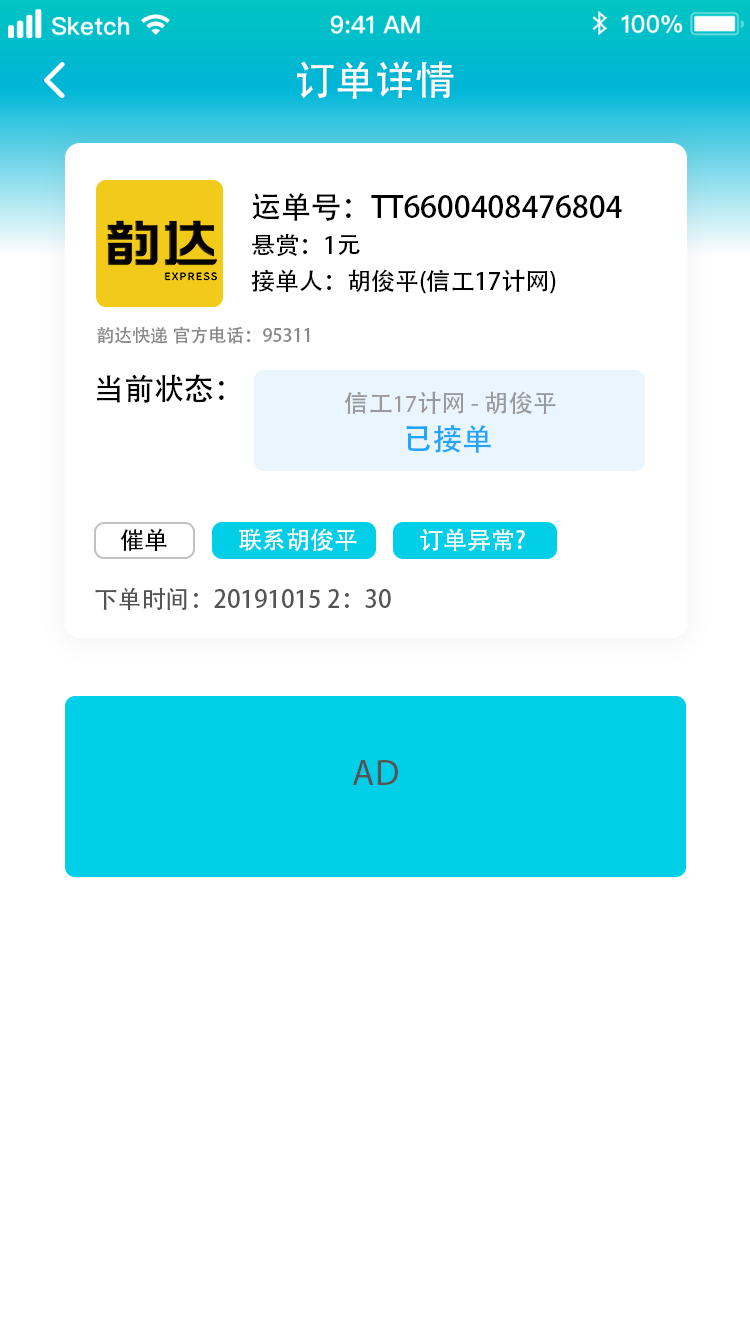 Sketch 9:41 AM 100%
订单详情
韵达
EXPRESS
运单号：TT6600408476804
悬赏：1元
接单人：胡俊平(信工17计网)
韵达快递 官方电话：95311
当前状态：
信工17计网 - 胡俊平
已接单
催单 联系胡俊平 订单异常?
下单时间：20191015 2：30
AD